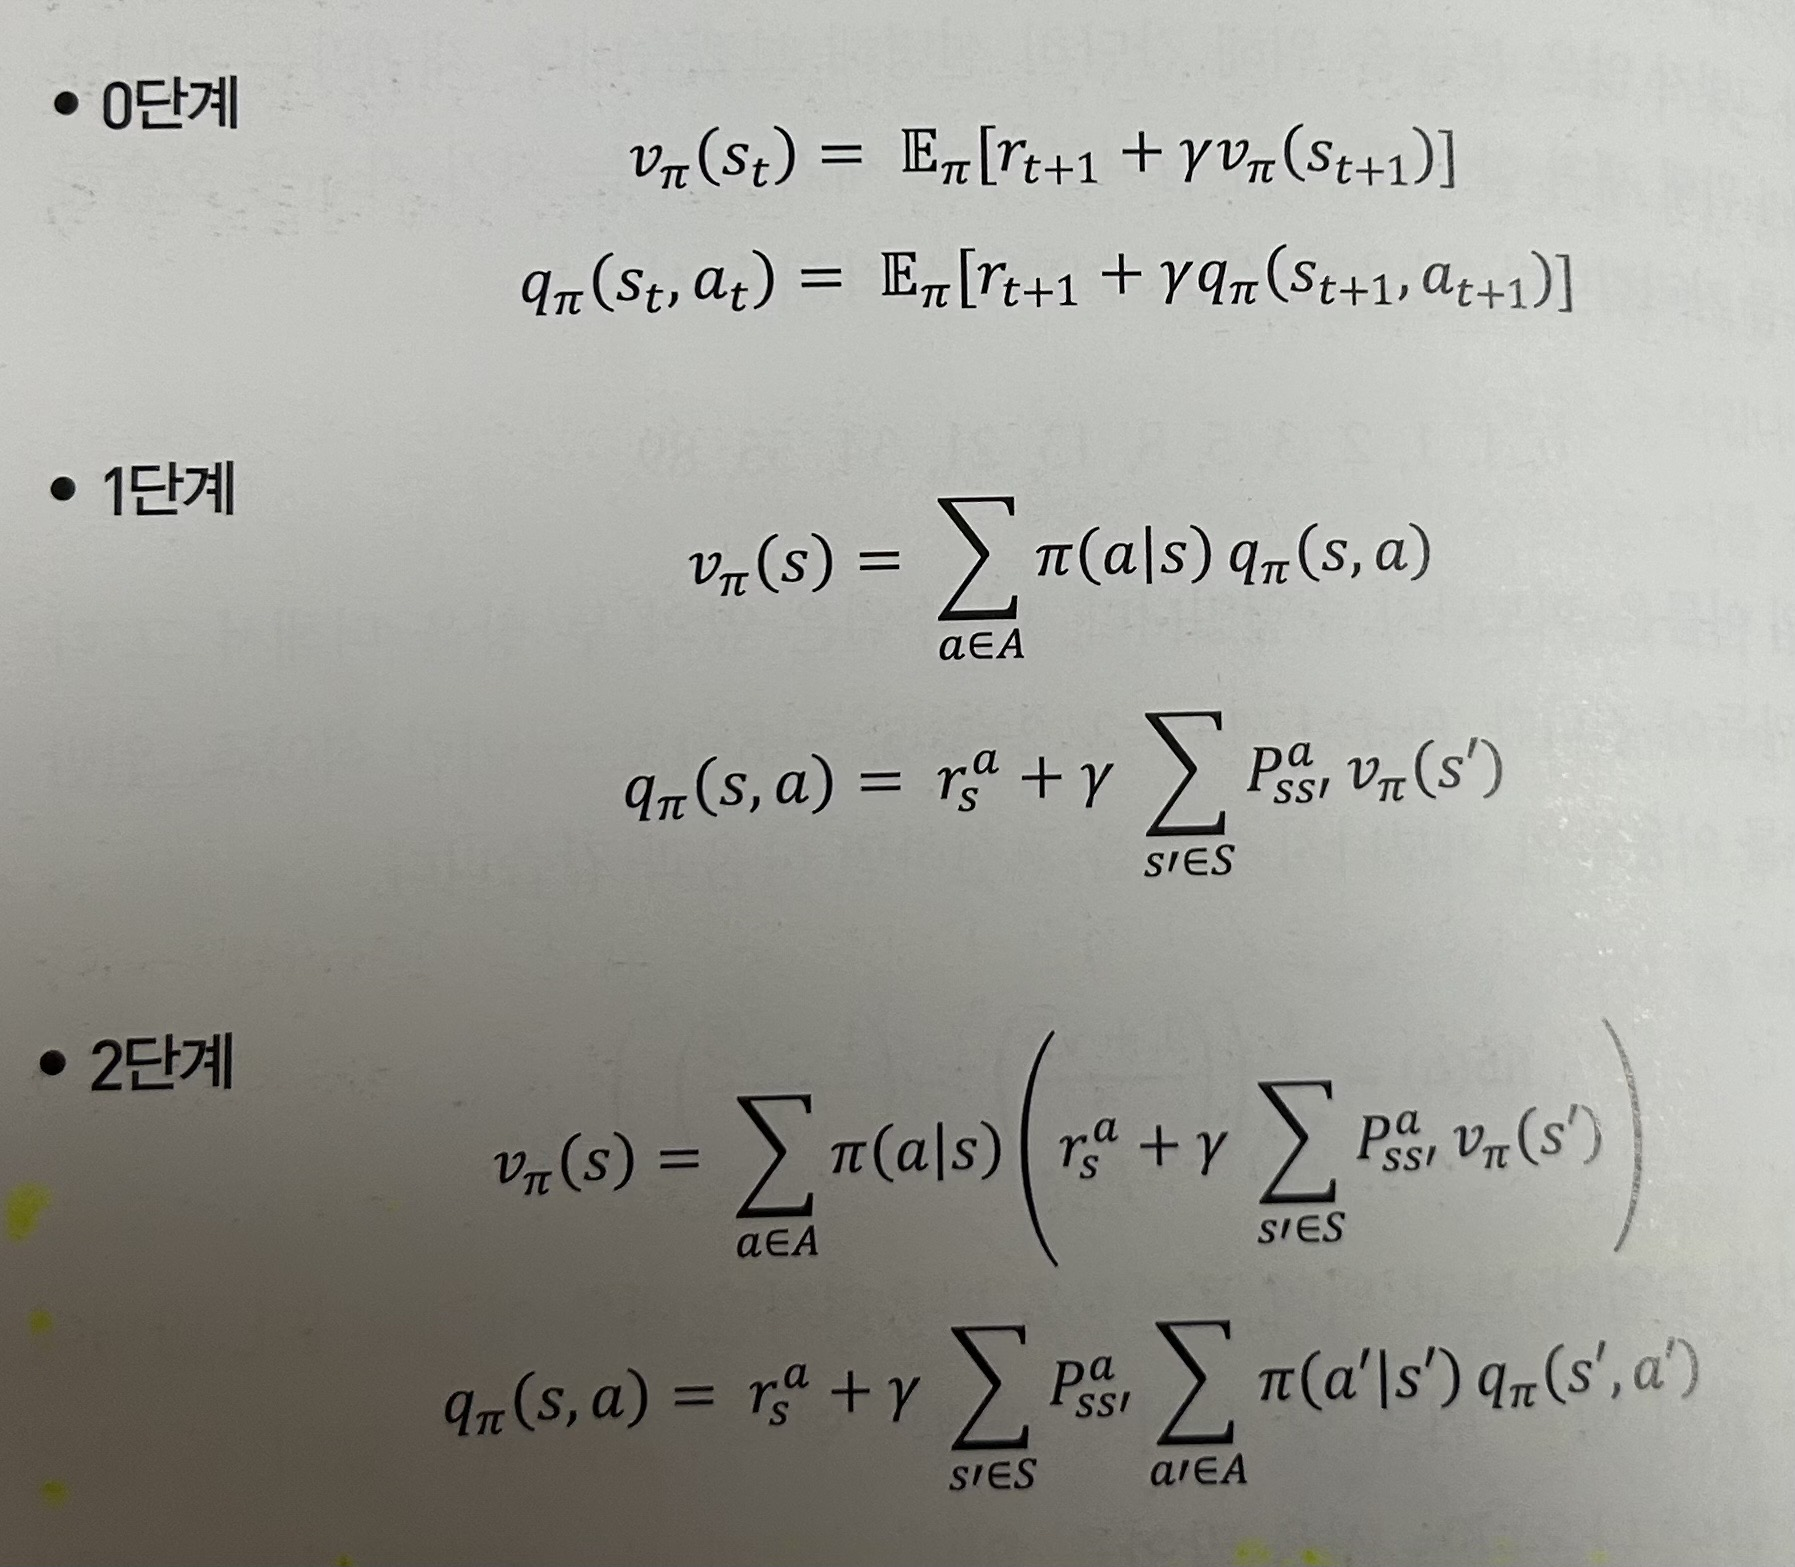 • 0단계
v_π(s_t) = 𝔼_π[r_{t+1} + γv_π(s_{t+1})]
q_π(s_t, a_t) = 𝔼_π[r_{t+1} + γq_π(s_{t+1}, a_{t+1})]
• 1단계
v_π(s) = ∑_{a∈A} π(a|s) q_π(s, a)
q_π(s, a) = r_s^a + γ ∑_{s′∈S} P_{ss′}^a v_π(s′)
• 2단계
v_π(s) = ∑_{a∈A} π(a|s) ( r_s^a + γ ∑_{s′∈S} P_{ss′}^a v_π(s′) )
q_π(s, a) = r_s^a + γ ∑_{s′∈S} P_{ss′}^a ∑_{a′∈A} π(a′|s′) q_π(s′, a′)